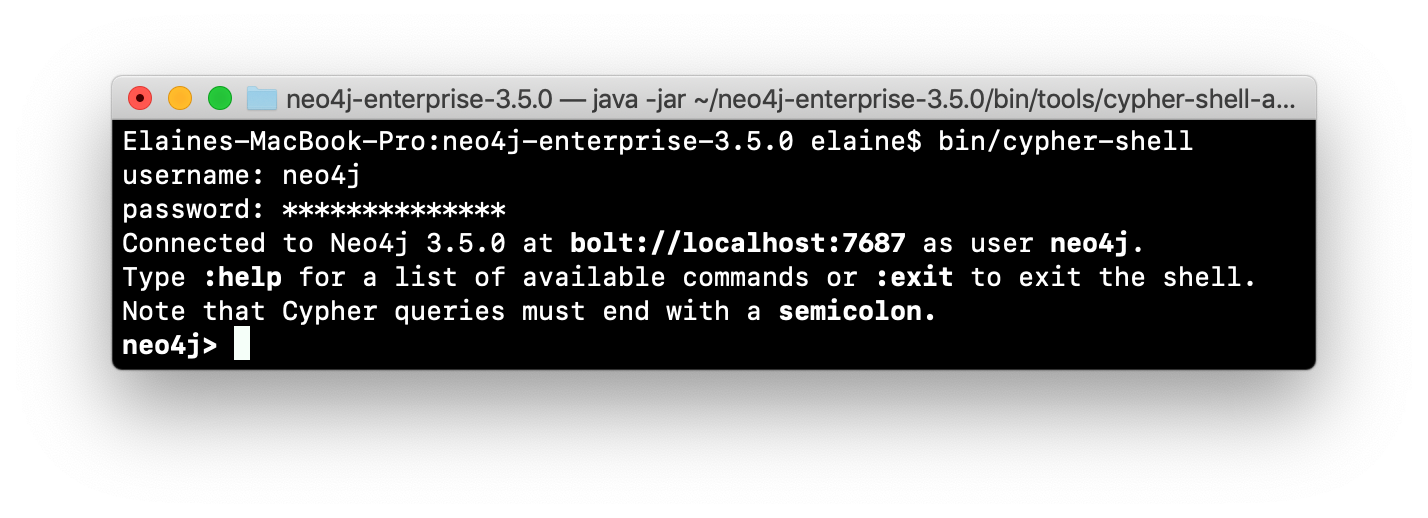 neo4j-enterprise-3.5.0 — java -jar ~/neo4j-enterprise-3.5.0/bin/tools/cypher-shell-a...
Elaines-MacBook-Pro:neo4j-enterprise-3.5.0 elaine$ bin/cypher-shell
username: neo4j
password: **************
Connected to Neo4j 3.5.0 at bolt://localhost:7687 as user neo4j.
Type :help for a list of available commands or :exit to exit the shell.
Note that Cypher queries must end with a semicolon.
neo4j>